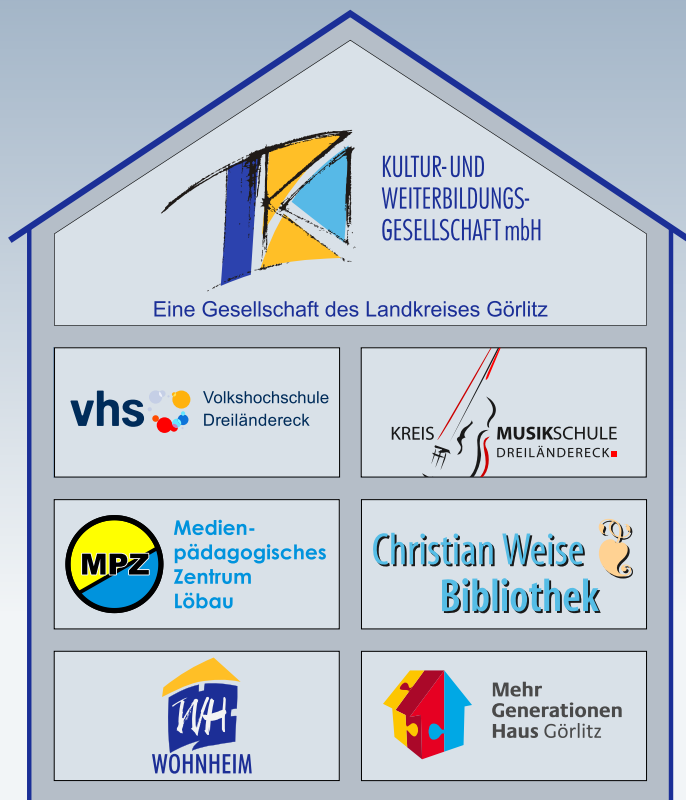 KULTUR- UND
WEITERBILDUNGS-
GESELLSCHAFT mbH
Eine Gesellschaft des Landkreises Görlitz
vhs
Volkshochschule
Dreiländereck
KREIS MUSIKSCHULE
DREILÄNDERECK
MPZ
Medien-
pädagogisches
Zentrum
Löbau
Christian Weise
Bibliothek
WH
WOHNHEIM
Mehr
Generationen
Haus Görlitz